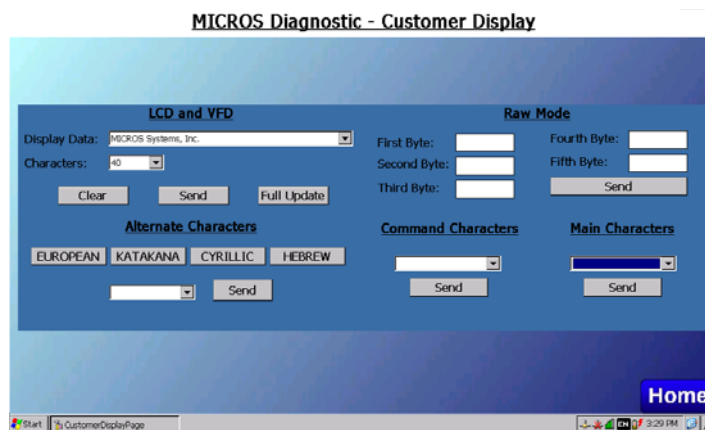 MICROS Diagnostic - Customer Display
LCD and VFD
Display Data: MICROS Systems, Inc.
Characters: 40
Clear Send Full Update
Alternate Characters
EUROPEAN KATAKANA CYRILLIC HEBREW
Send
Raw Mode
First Byte:
Second Byte:
Third Byte:
Fourth Byte:
Fifth Byte:
Send
Command Characters
Send
Main Characters
Send
Home
Start CustomerDisplayPage EN 3:29 PM